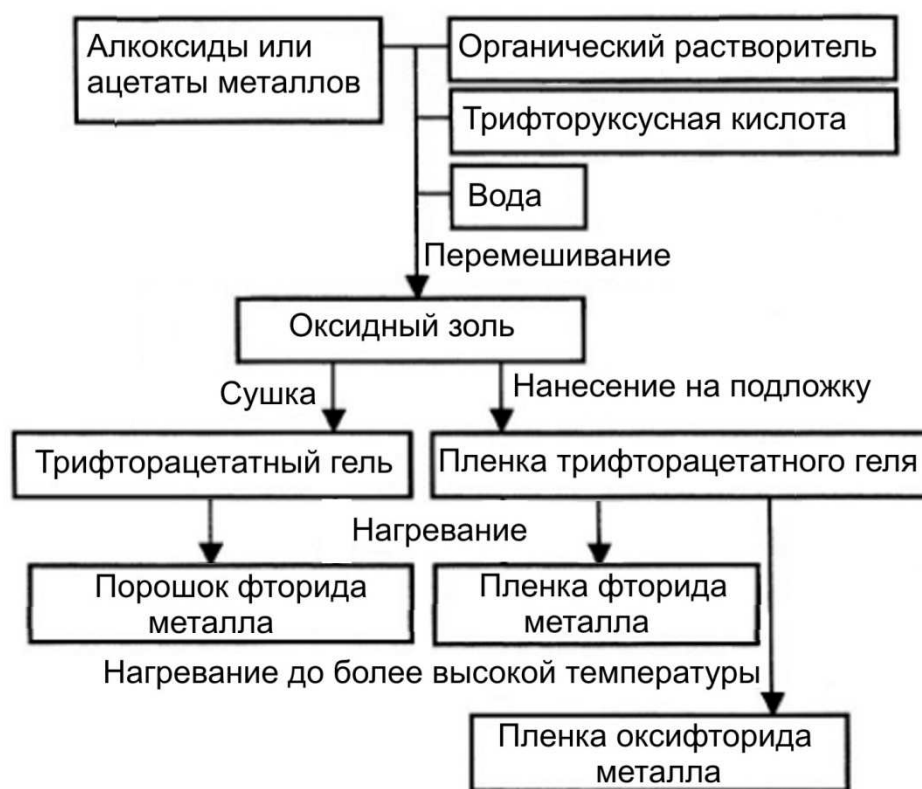 Алкоксиды или
ацетаты металлов
Органический растворитель
Трифторуксусная кислота
Вода
Перемешивание
Оксидный золь
Сушка
Нанесение на подложку
Трифторацетатный гель
Пленка трифторацетатного геля
Нагревание
Порошок фторида
металла
Пленка фторида
металла
Нагревание до более высокой температуры
Пленка оксифторида
металла